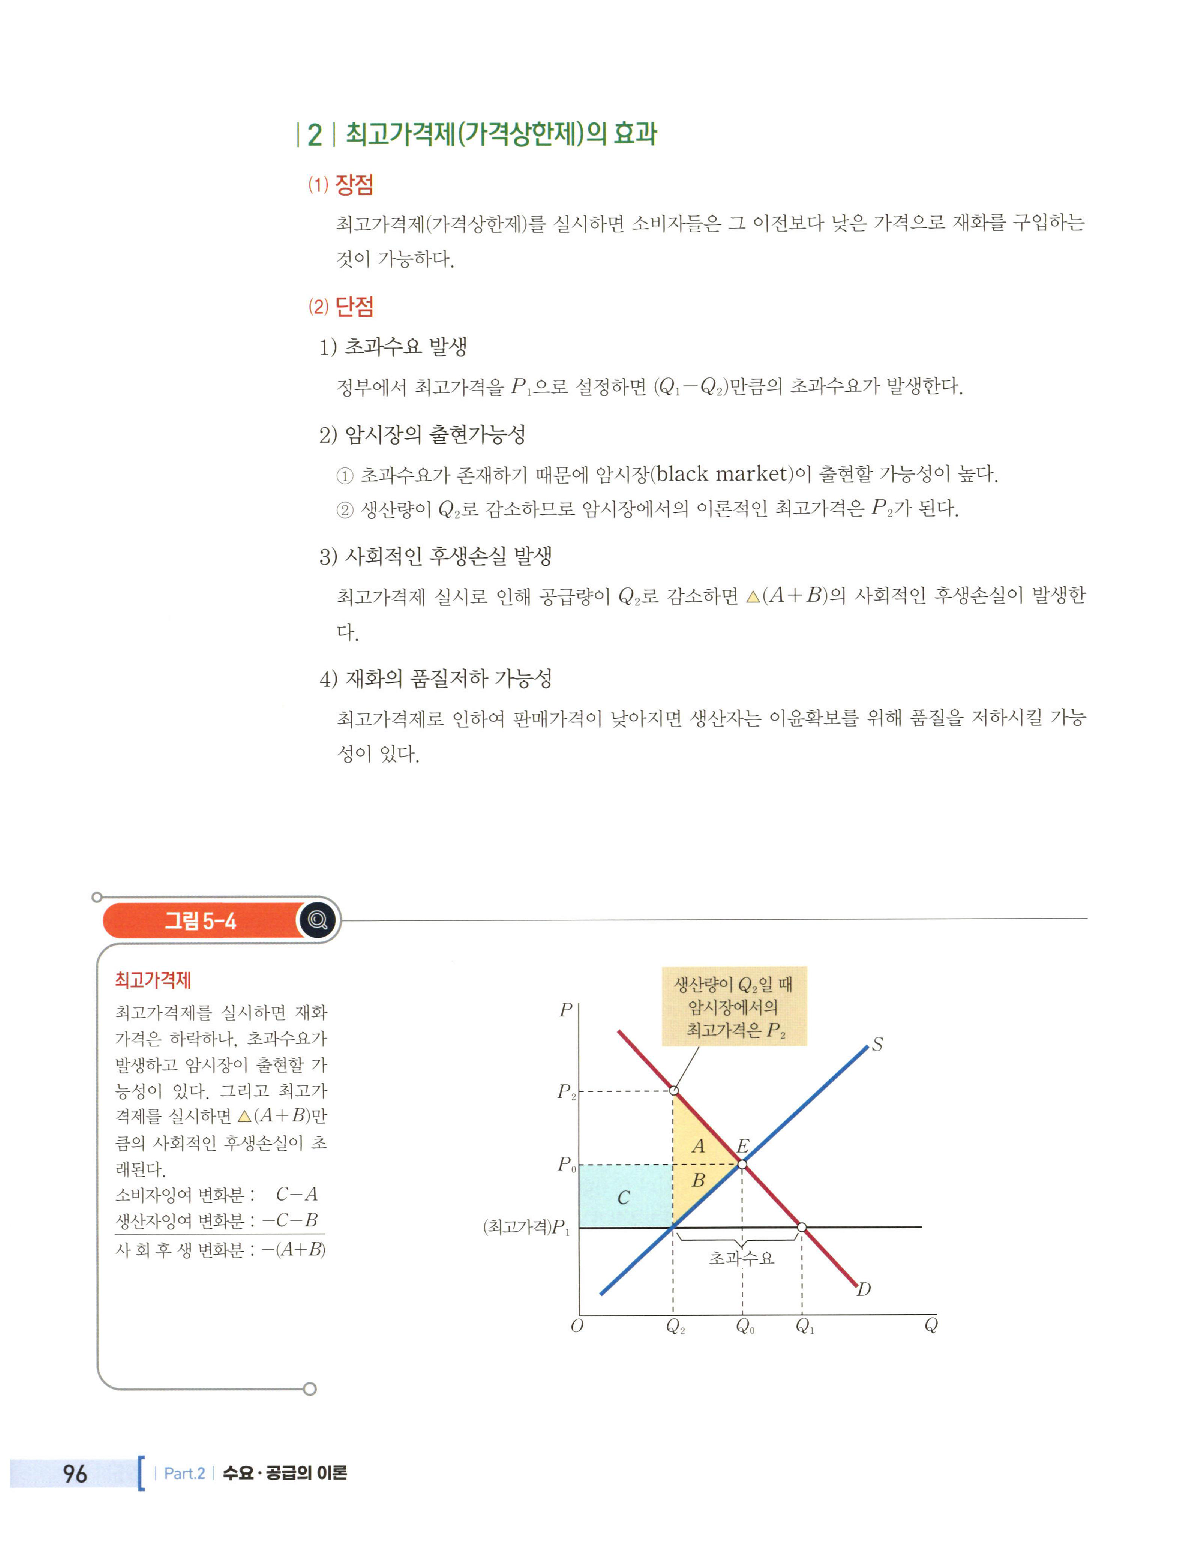 | 2 | 최고가격제(가격상한제)의 효과
(1) 장점
최고가격제(가격상한제)를 실시하면 소비자들은 그 이전보다 낮은 가격으로 재화를 구입하는
것이 가능하다.
(2) 단점
1) 초과수요 발생
정부에서 최고가격을 P₁으로 설정하면 (Q₁－Q₂)만큼의 초과수요가 발생한다.
2) 암시장의 출현가능성
① 초과수요가 존재하기 때문에 암시장(black market)이 출현할 가능성이 높다.
② 생산량이 Q₂로 감소하므로 암시장에서의 이론적인 최고가격은 P₂가 된다.
3) 사회적인 후생손실 발생
최고가격제 실시로 인해 공급량이 Q₂로 감소하면 △(A＋B)의 사회적인 후생손실이 발생한
다.
4) 재화의 품질저하 가능성
최고가격제로 인하여 판매가격이 낮아지면 생산자는 이윤확보를 위해 품질을 저하시킬 가능
성이 있다.
그림 5-4
최고가격제
최고가격제를 실시하면 재화
가격은 하락하나, 초과수요가
발생하고 암시장이 출현할 가
능성이 있다. 그리고 최고가
격제를 실시하면 △(A＋B)만
큼의 사회적인 후생손실이 초
래된다.
소비자잉여 변화분 : C－A
생산자잉여 변화분 : －C－B
사 회 후 생 변화분 : －(A＋B)
생산량이 Q₂일 때
암시장에서의
최고가격은 P₂
P
S
P₂
A
E
P₀
B
C
(최고가격)P₁
초과수요
D
O
Q₂
Q₀
Q₁
Q
96
| Part.2 | 수요·공급의 이론